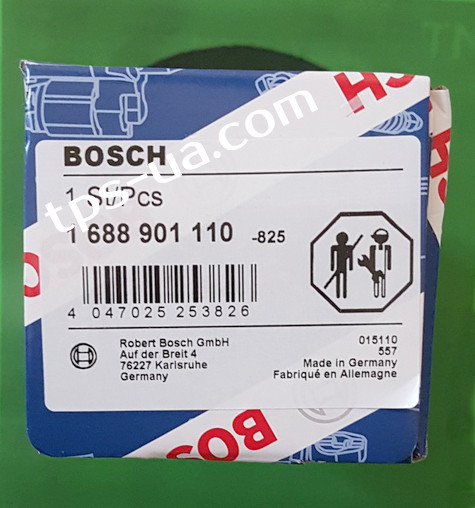 BOSCH
1 St/Pcs
1 688 901 110 -825
4 047025 253826
Robert Bosch GmbH
Auf der Breit 4
76227 Karlsruhe
Germany
015110
557
Made in Germany
Fabriqué en Allemagne
tps-ua.com